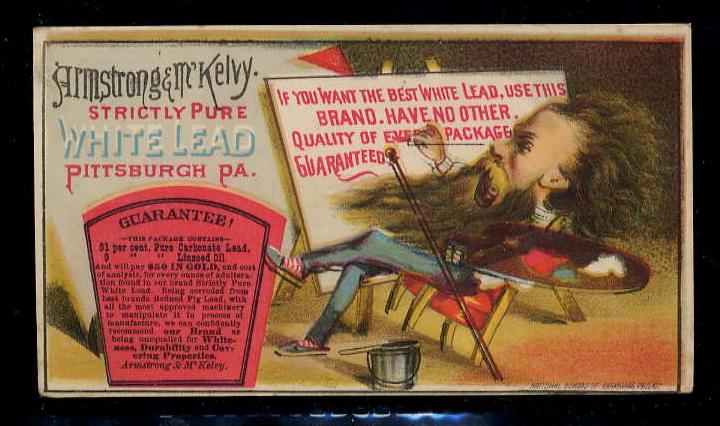 Armstrong & McKelvy.
STRICTLY PURE
WHITE LEAD
PITTSBURGH PA.
IF YOU WANT THE BEST WHITE LEAD, USE THIS
BRAND. HAVE NO OTHER.
QUALITY OF EVERY PACKAGE
GUARANTEED
GUARANTEE!
—THIS PACKAGE CONTAINS—
91 per cent. Pure Carbonate Lead.
9 " " Linseed Oil.
And will pay $50 IN GOLD, and cost
of analysis, for every ounce of adultera-
tion found in our brand Strictly Pure
White Lead. Being corroded from
best brands Refined Pig Lead, with
all the most approved machinery
to manipulate it in process of
manufacture, we can confidently
recommend our Brand as
being unequalled for White-
ness, Durability and Cov-
ering Properties.
Armstrong & McKelvy.
NATIONAL BUREAU OF ENGRAVING, PHILAD'